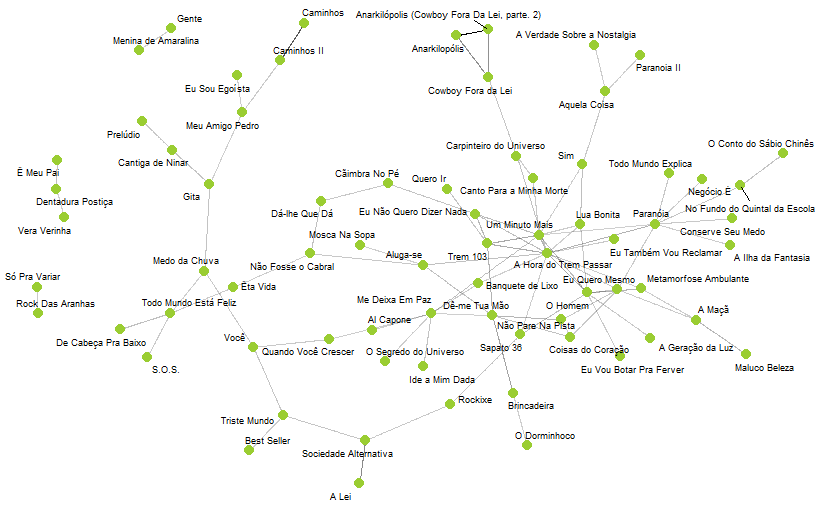 Gente
Caminhos
Anarkilópolis (Cowboy Fora Da Lei, parte. 2)
Menina de Amaralina
Caminhos II
Anarkilopólis
A Verdade Sobre a Nostalgia
Paranoia II
Eu Sou Egoista
Cowboy Fora da Lei
Aquela Coisa
Prelúdio
Meu Amigo Pedro
Carpinteiro do Universo
O Conto do Sábio Chinês
Cantiga de Ninar
Sim
Todo Mundo Explica
Ê Meu Pai
Cãimbra No Pé
Quero Ir
Canto Para a Minha Morte
Negócio É
Gita
Dentadura Postiça
Dá-lhe Que Dá
Eu Não Quero Dizer Nada
Um Minuto Mais
Lua Bonita
Paranóia
No Fundo do Quintal da Escola
Vera Verinha
Mosca Na Sopa
Conserve Seu Medo
Medo da Chuva
Não Fosse o Cabral
Aluga-se
Trem 103
A Hora do Trem Passar
Eu Também Vou Reclamar
A Ilha da Fantasia
Só Pra Variar
Êta Vida
Banquete de Lixo
Eu Quero Mesmo
Metamorfose Ambulante
Rock Das Aranhas
Todo Mundo Está Feliz
Me Deixa Em Paz
Dê-me Tua Mão
O Homem
A Maçã
De Cabeça Pra Baixo
Você
Al Capone
Não Pare Na Pista
Quando Você Crescer
O Segredo do Universo
Sapato 36
Coisas do Coração
A Geração da Luz
S.O.S.
Ide a Mim Dada
Eu Vou Botar Pra Ferver
Maluco Beleza
Rockixe
Brincadeira
Triste Mundo
Best Seller
Sociedade Alternativa
O Dorminhoco
A Lei